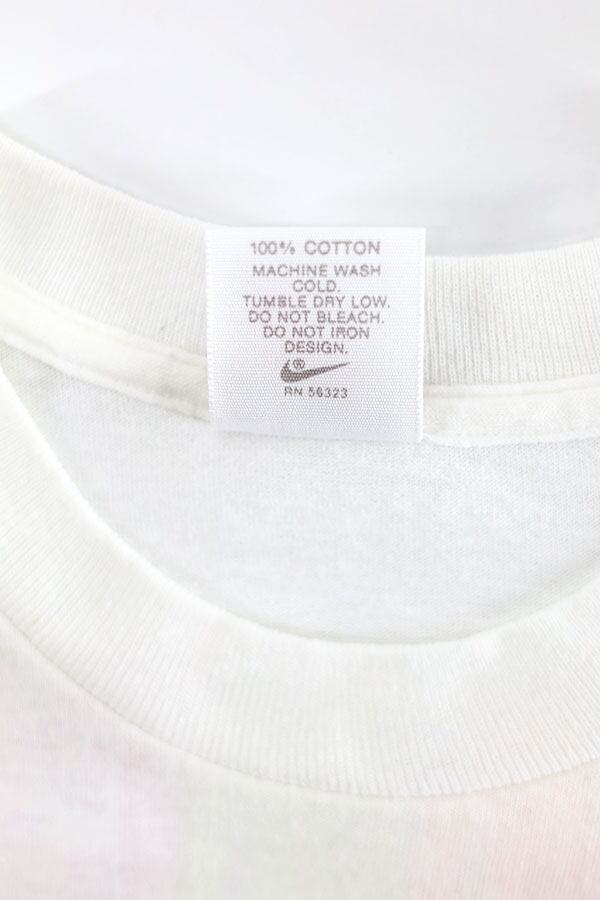 100% COTTON
MACHINE WASH
COLD.
TUMBLE DRY LOW.
DO NOT BLEACH.
DO NOT IRON
DESIGN.
®
RN 56323